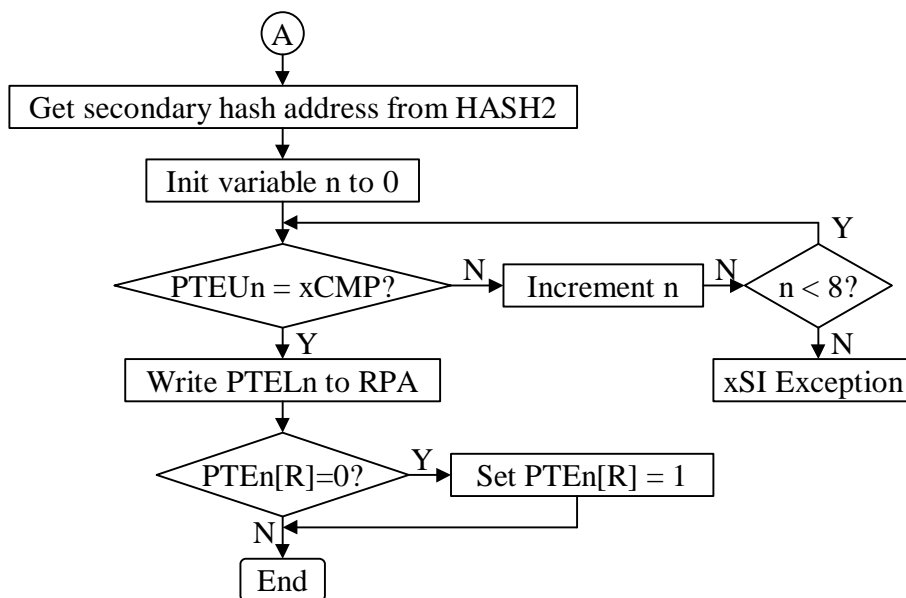 A
Get secondary hash address from HASH2
Init variable n to 0
Y
PTEUn = xCMP?
N
Increment n
N
n < 8?
Y
N
Write PTELn to RPA
xSI Exception
PTEn[R]=0?
Y
Set PTEn[R] = 1
N
End